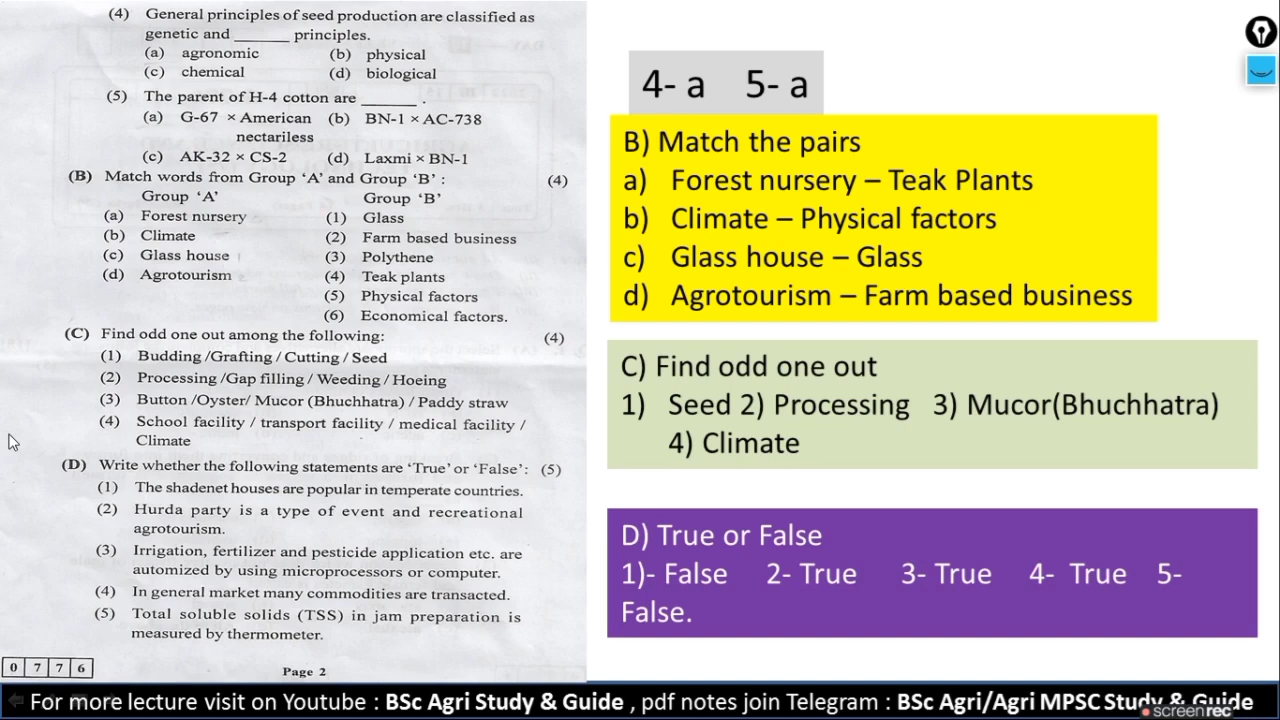 (4) General principles of seed production are classified as
genetic and ______ principles.
(a) agronomic (b) physical
(c) chemical (d) biological
(5) The parent of H-4 cotton are ______ .
(a) G-67 × American (b) BN-1 × AC-738
nectariless
(c) AK-32 × CS-2 (d) Laxmi × BN-1
(B) Match words from Group ‘A’ and Group ‘B’ : (4)
Group ‘A’ Group ‘B’
(a) Forest nursery (1) Glass
(b) Climate (2) Farm based business
(c) Glass house (3) Polythene
(d) Agrotourism (4) Teak plants
(5) Physical factors
(6) Economical factors.
(C) Find odd one out among the following: (4)
(1) Budding /Grafting / Cutting / Seed
(2) Processing /Gap filling / Weeding / Hoeing
(3) Button /Oyster/ Mucor (Bhuchhatra) / Paddy straw
(4) School facility / transport facility / medical facility /
Climate
(D) Write whether the following statements are ‘True’ or ‘False’: (5)
(1) The shadenet houses are popular in temperate countries.
(2) Hurda party is a type of event and recreational
agrotourism.
(3) Irrigation, fertilizer and pesticide application etc. are
automized by using microprocessors or computer.
(4) In general market many commodities are transacted.
(5) Total soluble solids (TSS) in jam preparation is
measured by thermometer.
0 7 7 6
Page 2
4- a 5- a
B) Match the pairs
a) Forest nursery – Teak Plants
b) Climate – Physical factors
c) Glass house – Glass
d) Agrotourism – Farm based business
C) Find odd one out
1) Seed 2) Processing 3) Mucor(Bhuchhatra)
4) Climate
D) True or False
1)- False 2- True 3- True 4- True 5-
False.
For more lecture visit on Youtube : BSc Agri Study & Guide , pdf notes join Telegram : BSc Agri/Agri MPSC Study & Guide
screenrec